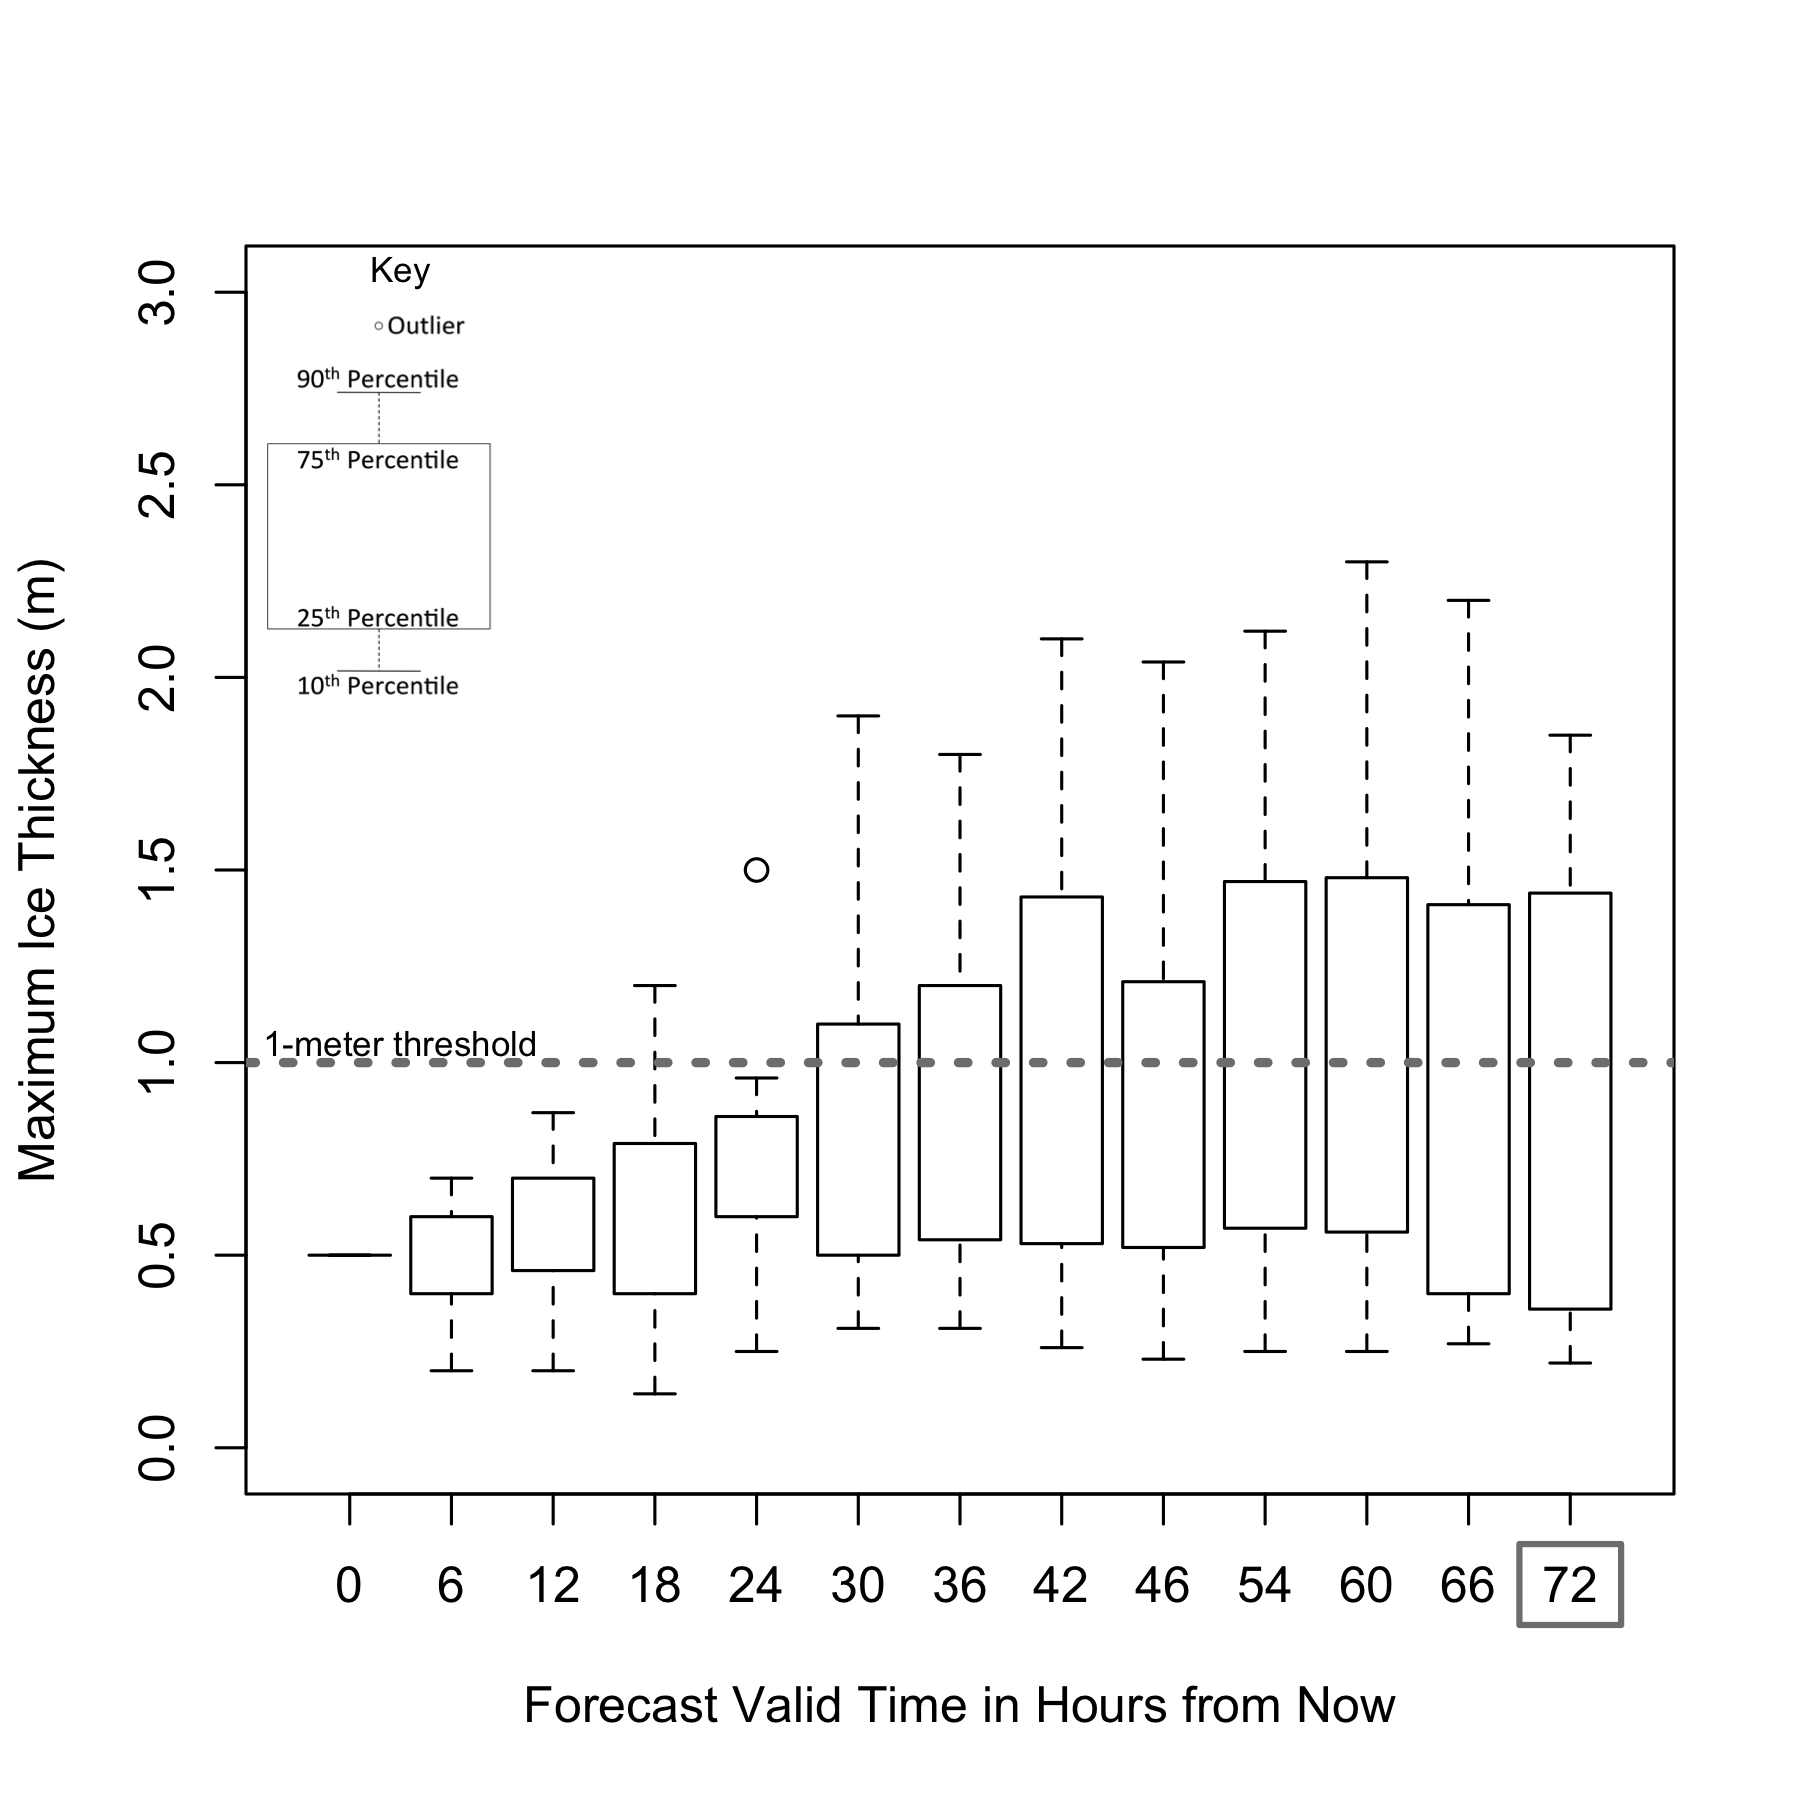 Key
Outlier
90th Percentile
75th Percentile
25th Percentile
10th Percentile
1-meter threshold
Maximum Ice Thickness (m)
3.0
2.5
2.0
1.5
1.0
0.5
0.0
0 6 12 18 24 30 36 42 46 54 60 66 72
Forecast Valid Time in Hours from Now